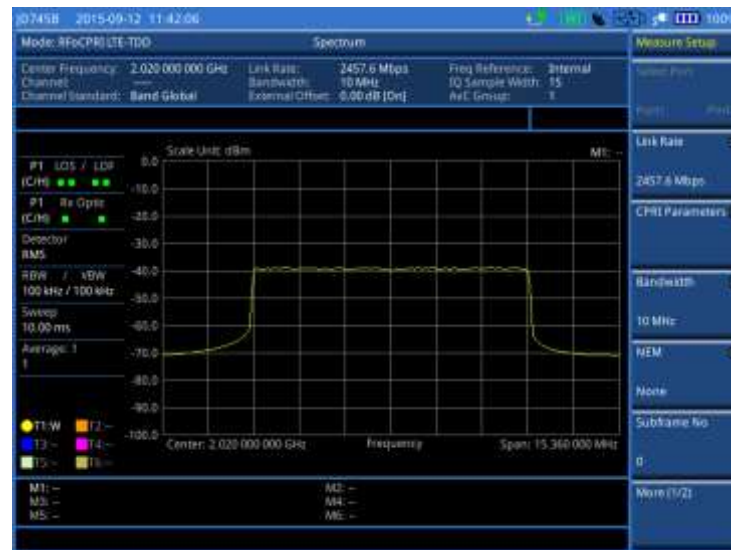 JD745B 2015-09-12 11:42:06
100%
Mode: RFoCPRI LTE-TDD
Spectrum
Measure Setup
Center Frequency: 2.020 000 000 GHz
Link Rate: 2457.6 Mbps
Freq Reference: Internal
Channel: ---
Bandwidth: 10 MHz
IQ Sample Width: 15
Channel Standard: Band Global
External Offset: 0.00 dB [On]
AxC Group: 1
Select Port
Port
Scale Unit: dBm
M1: --
P1 LOS / LOF
(C/H)
P1 Rx Optic
(C/H)
Detector
RMS
RBW / VBW
100 kHz / 100 kHz
Sweep
10.00 ms
Average: 1
1
T1:W T2:--
T3:-- T4:--
T5:-- T6:--
0.0
-10.0
-20.0
-30.0
-40.0
-50.0
-60.0
-70.0
-80.0
-90.0
-100.0
Center: 2.020 000 000 GHz
Frequency
Span: 15.360 000 MHz
M1: --
M2: --
M3: --
M4: --
M5: --
M6: --
Link Rate
2457.6 Mbps
CPRI Parameters
Bandwidth
10 MHz
NEM
None
Subframe No
0
More (1/2)